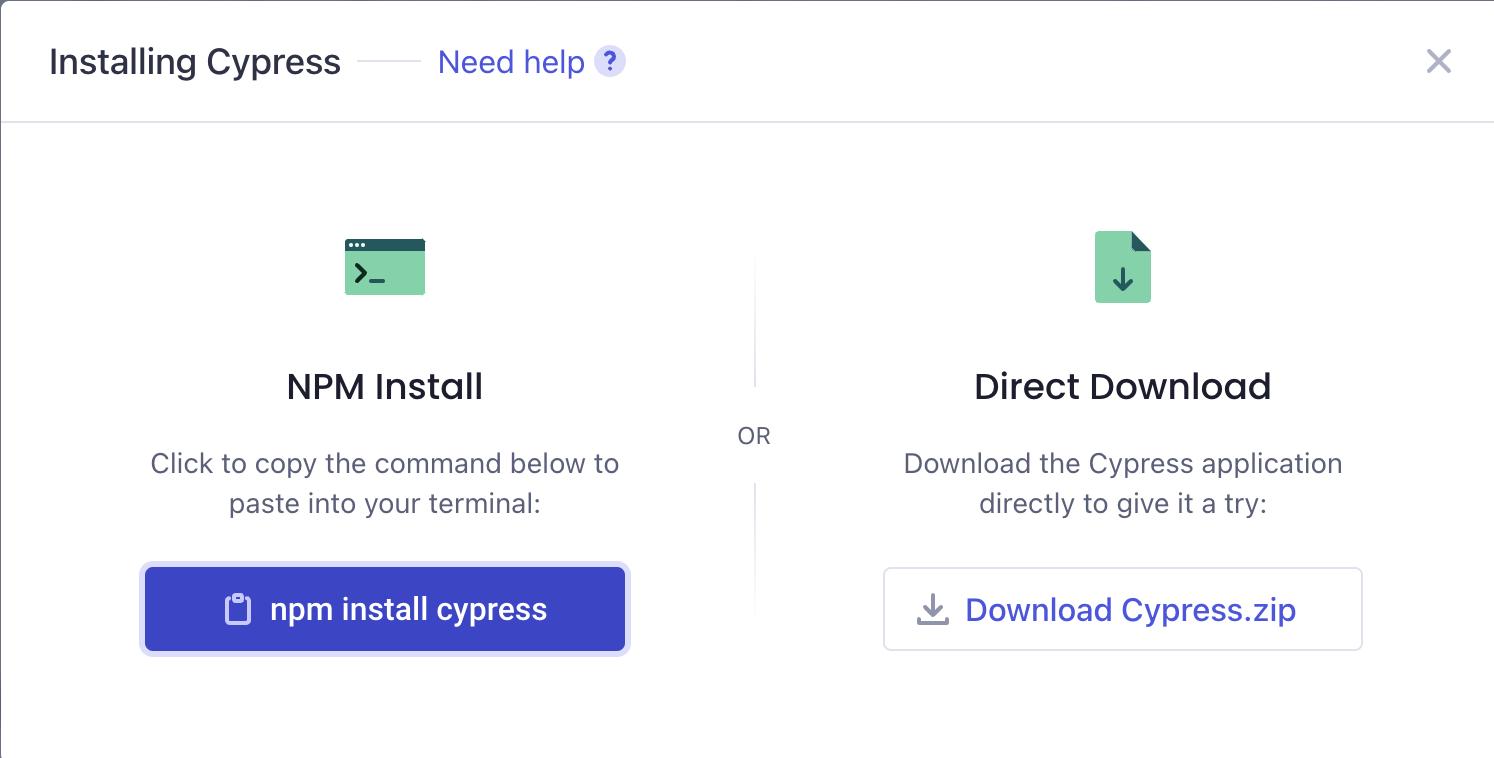 Installing Cypress
Need help ?
NPM Install
Click to copy the command below to
paste into your terminal:
npm install cypress
OR
Direct Download
Download the Cypress application
directly to give it a try:
Download Cypress.zip